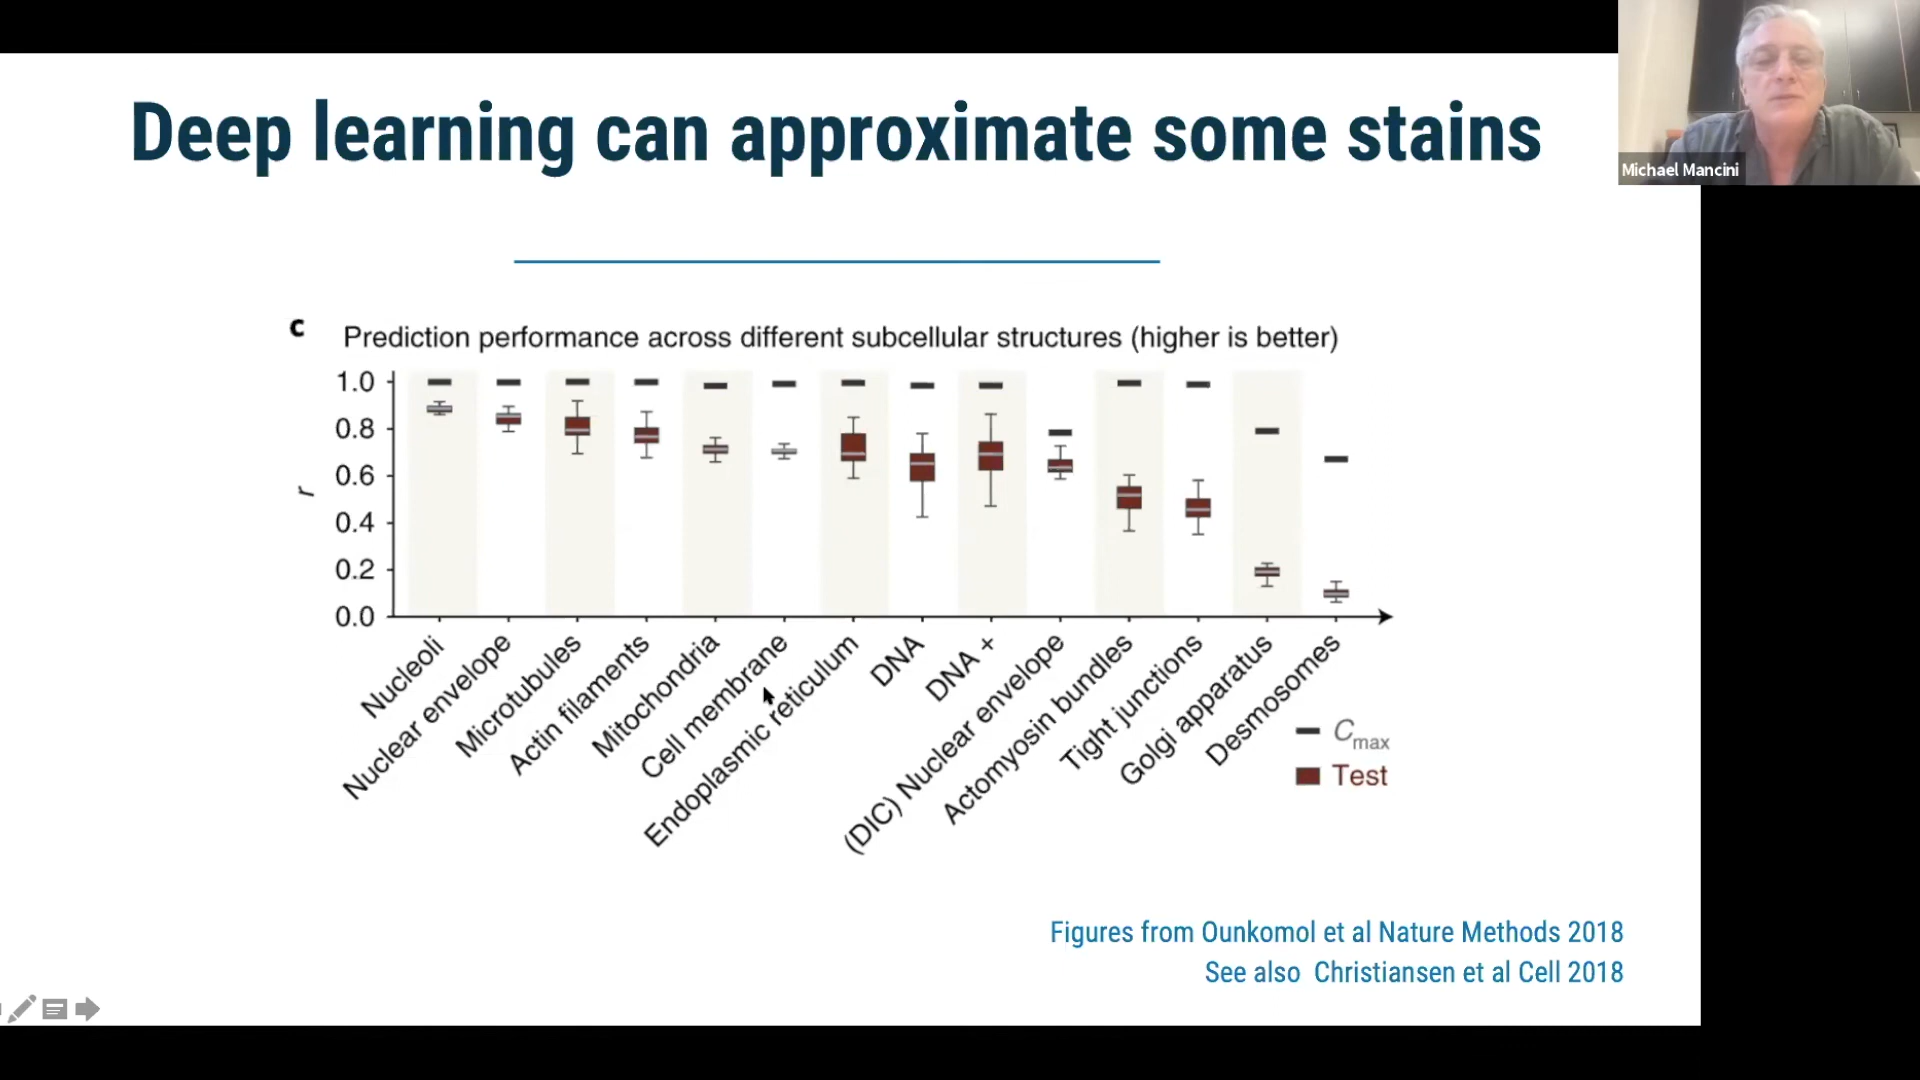 Deep learning can approximate some stains
Michael Mancini
c
Prediction performance across different subcellular structures (higher is better)
1.0
0.8
0.6
0.4
0.2
0.0
r
Nucleoli
Nuclear envelope
Microtubules
Actin filaments
Mitochondria
Cell membrane
Endoplasmic reticulum
DNA
DNA +
(DIC) Nuclear envelope
Actomyosin bundles
Tight junctions
Golgi apparatus
Desmosomes
Cmax
Test
Figures from Ounkomol et al Nature Methods 2018
See also Christiansen et al Cell 2018